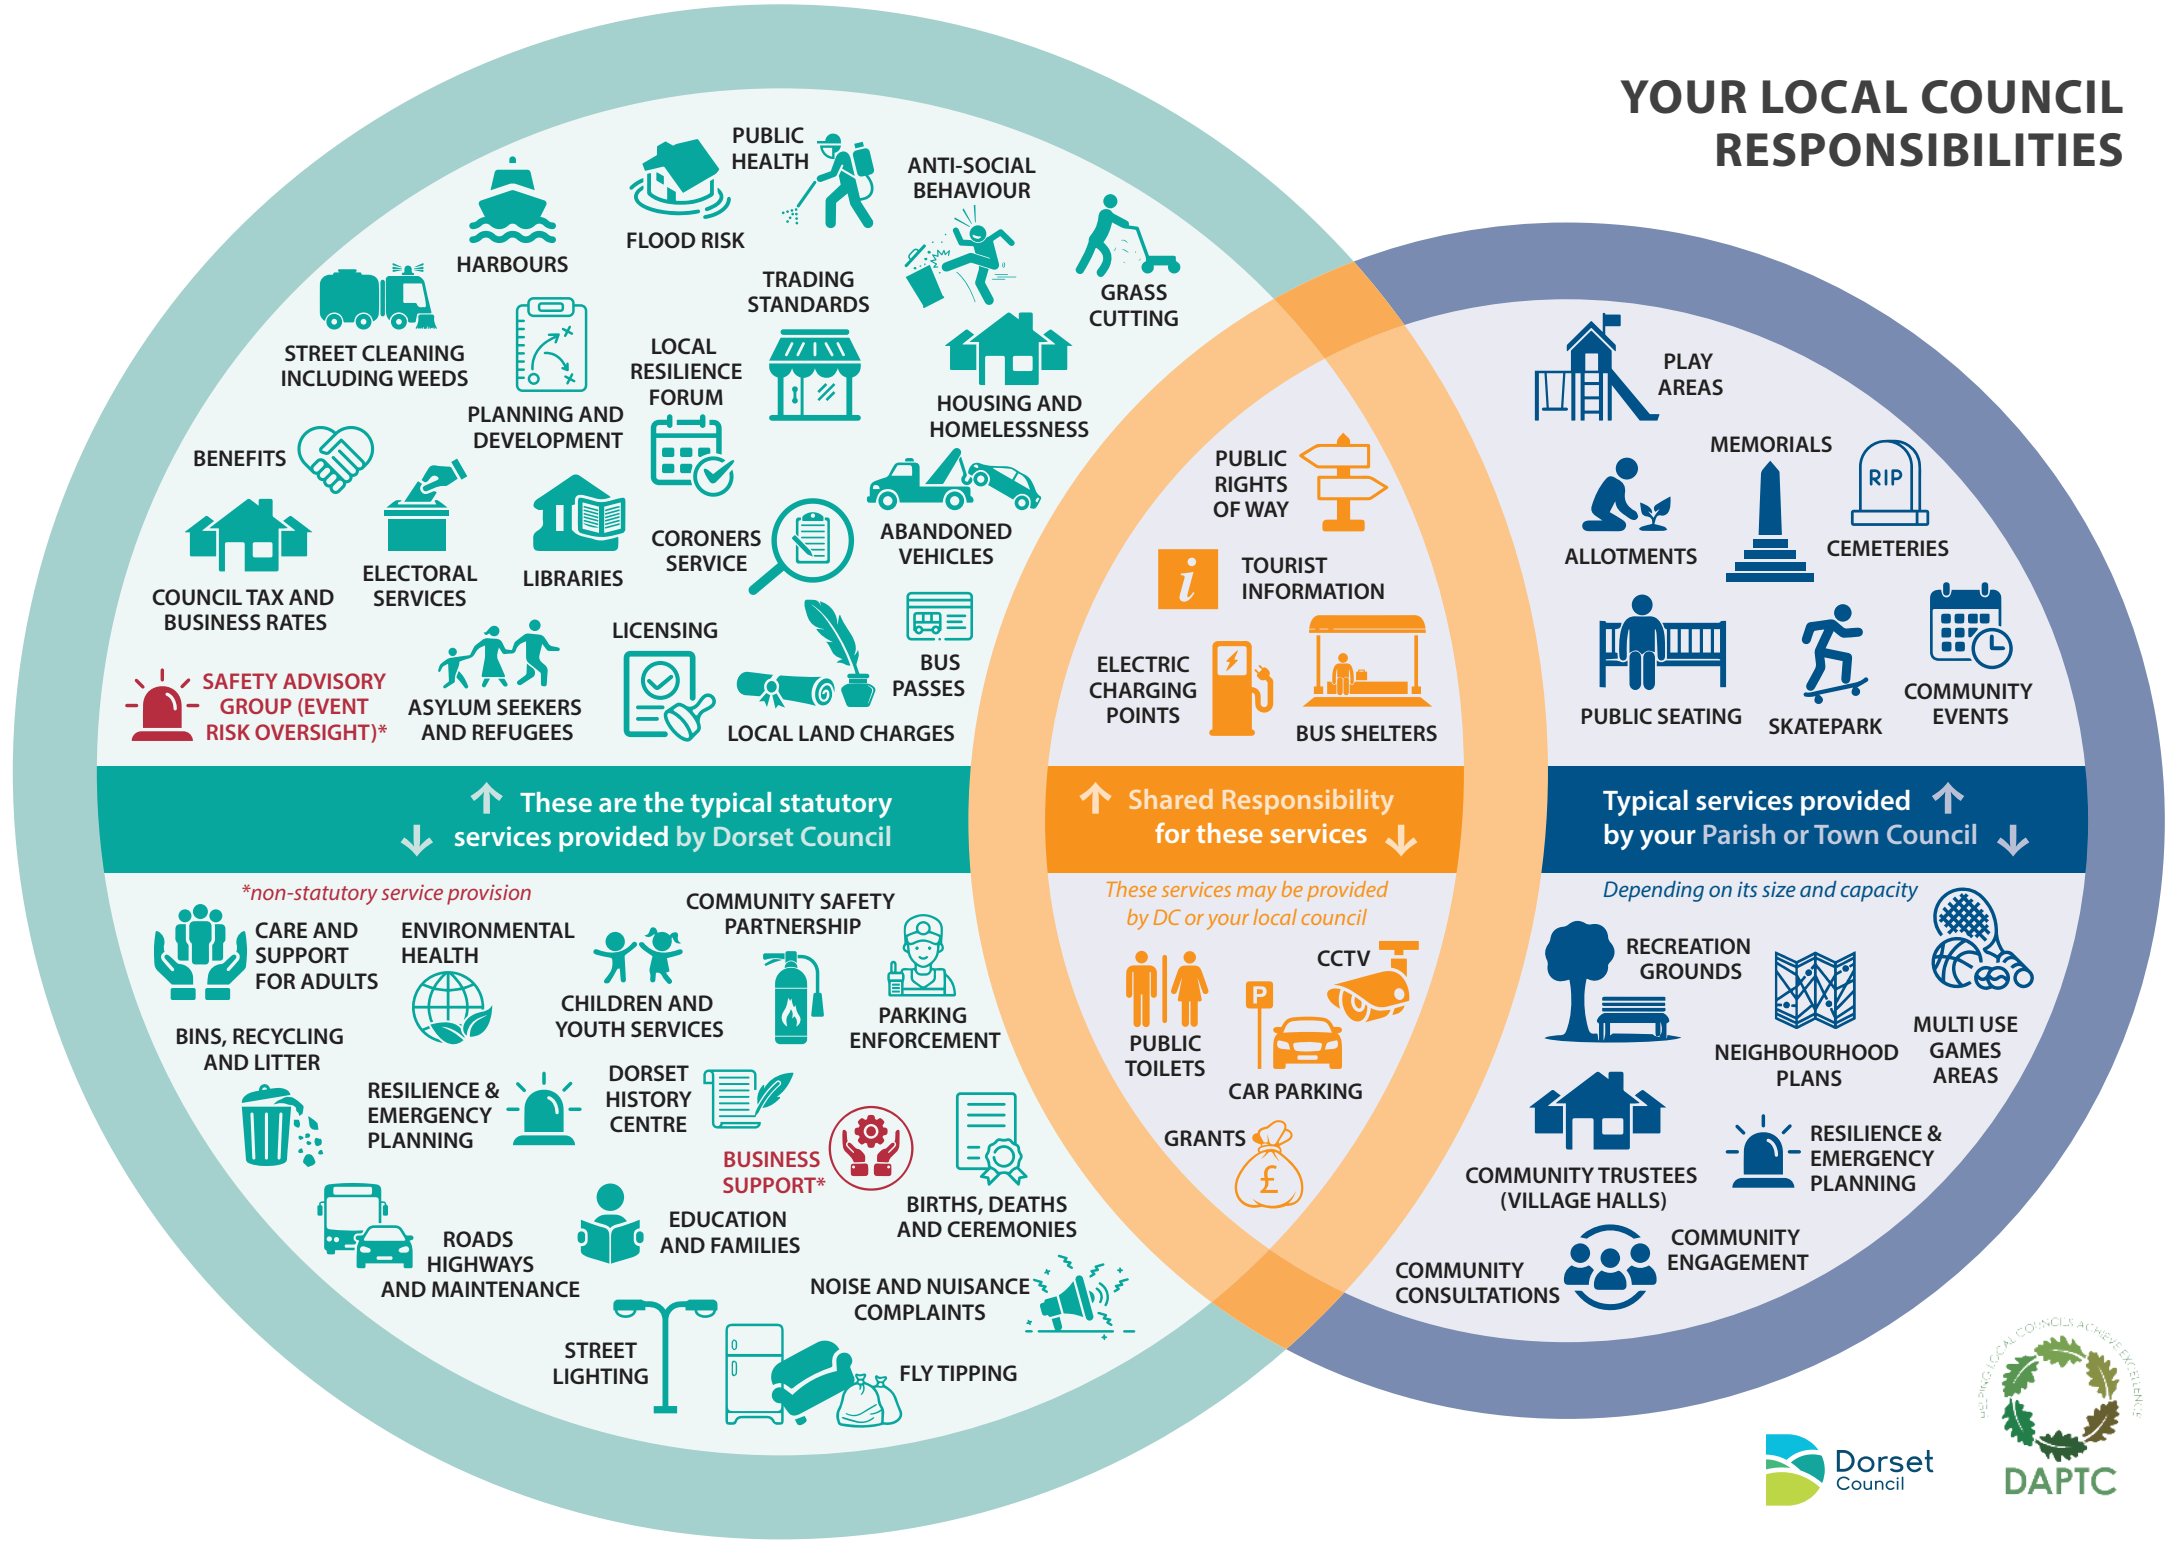 YOUR LOCAL COUNCIL
RESPONSIBILITIES
PUBLIC
HEALTH
ANTI-SOCIAL
BEHAVIOUR
FLOOD RISK
HARBOURS
GRASS
CUTTING
TRADING
STANDARDS
STREET CLEANING
INCLUDING WEEDS
LOCAL
RESILIENCE
FORUM
PLANNING AND
DEVELOPMENT
HOUSING AND
HOMELESSNESS
BENEFITS
ELECTORAL
SERVICES
LIBRARIES
CORONERS
SERVICE
ABANDONED
VEHICLES
COUNCIL TAX AND
BUSINESS RATES
LICENSING
BUS
PASSES
SAFETY ADVISORY
GROUP (EVENT
RISK OVERSIGHT)*
ASYLUM SEEKERS
AND REFUGEES
LOCAL LAND CHARGES
These are the typical statutory
services provided by Dorset Council
*non-statutory service provision
CARE AND
SUPPORT
FOR ADULTS
ENVIRONMENTAL
HEALTH
CHILDREN AND
YOUTH SERVICES
COMMUNITY SAFETY
PARTNERSHIP
PARKING
ENFORCEMENT
BINS, RECYCLING
AND LITTER
RESILIENCE &
EMERGENCY
PLANNING
DORSET
HISTORY
CENTRE
BUSINESS
SUPPORT*
BIRTHS, DEATHS
AND CEREMONIES
ROADS
HIGHWAYS
AND MAINTENANCE
EDUCATION
AND FAMILIES
NOISE AND NUISANCE
COMPLAINTS
STREET
LIGHTING
FLY TIPPING
PUBLIC
RIGHTS
OF WAY
i
TOURIST
INFORMATION
ELECTRIC
CHARGING
POINTS
BUS SHELTERS
Shared Responsibility
for these services
These services may be provided
by DC or your local council
PUBLIC
TOILETS
CCTV
P
CAR PARKING
GRANTS
£
PLAY
AREAS
MEMORIALS
RIP
ALLOTMENTS
CEMETERIES
PUBLIC SEATING
SKATEPARK
COMMUNITY
EVENTS
Typical services provided
by your Parish or Town Council
Depending on its size and capacity
RECREATION
GROUNDS
NEIGHBOURHOOD
PLANS
MULTI USE
GAMES
AREAS
COMMUNITY TRUSTEES
(VILLAGE HALLS)
RESILIENCE &
EMERGENCY
PLANNING
COMMUNITY
CONSULTATIONS
COMMUNITY
ENGAGEMENT
Dorset
Council
HELPING LOCAL COUNCILS ACHIEVE EXCELLENCE
DAPTC